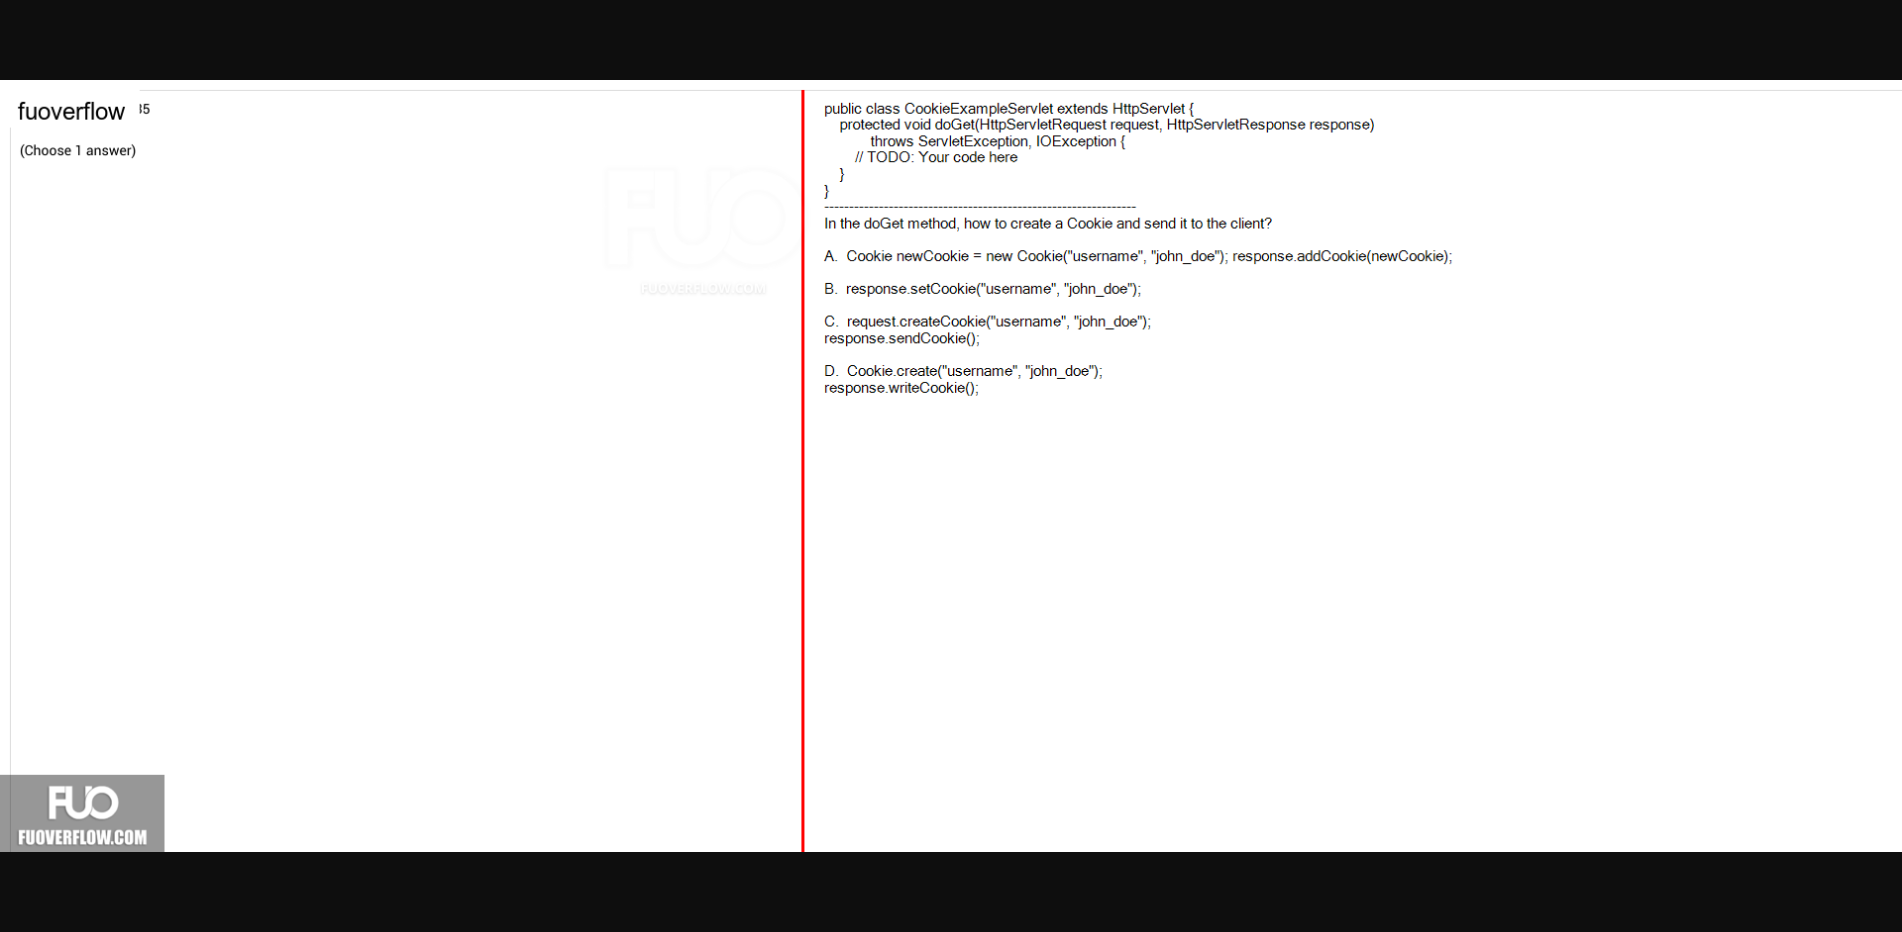 fuoverflow 35
(Choose 1 answer)
FUO
FUOVERFLOW.COM
public class CookieExampleServlet extends HttpServlet {
protected void doGet(HttpServletRequest request, HttpServletResponse response)
throws ServletException, IOException {
// TODO: Your code here
}
}
----------------------------------------------------------------
In the doGet method, how to create a Cookie and send it to the client?
A. Cookie newCookie = new Cookie("username", "john_doe"); response.addCookie(newCookie);
B. response.setCookie("username", "john_doe");
C. request.createCookie("username", "john_doe");
response.sendCookie();
D. Cookie.create("username", "john_doe");
response.writeCookie();
FUO
FUOVERFLOW.COM